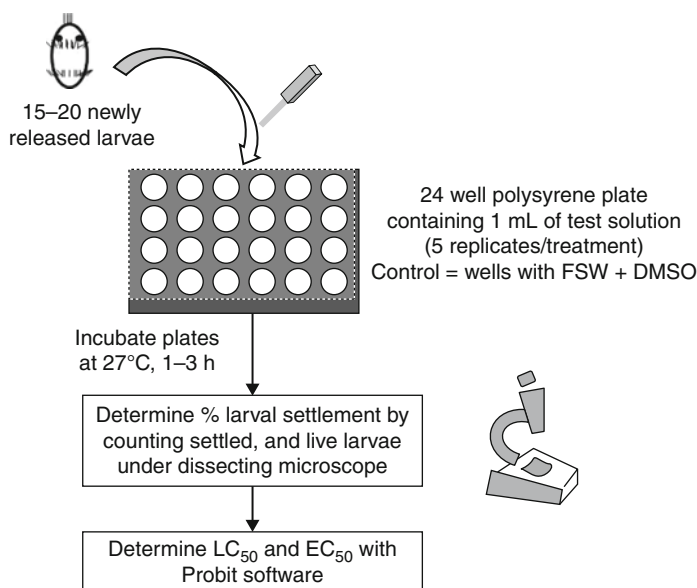 15–20 newly
released larvae
24 well polysyrene plate
containing 1 mL of test solution
(5 replicates/treatment)
Control = wells with FSW + DMSO
Incubate plates
at 27°C, 1–3 h
Determine % larval settlement by
counting settled, and live larvae
under dissecting microscope
Determine LC50 and EC50 with
Probit software